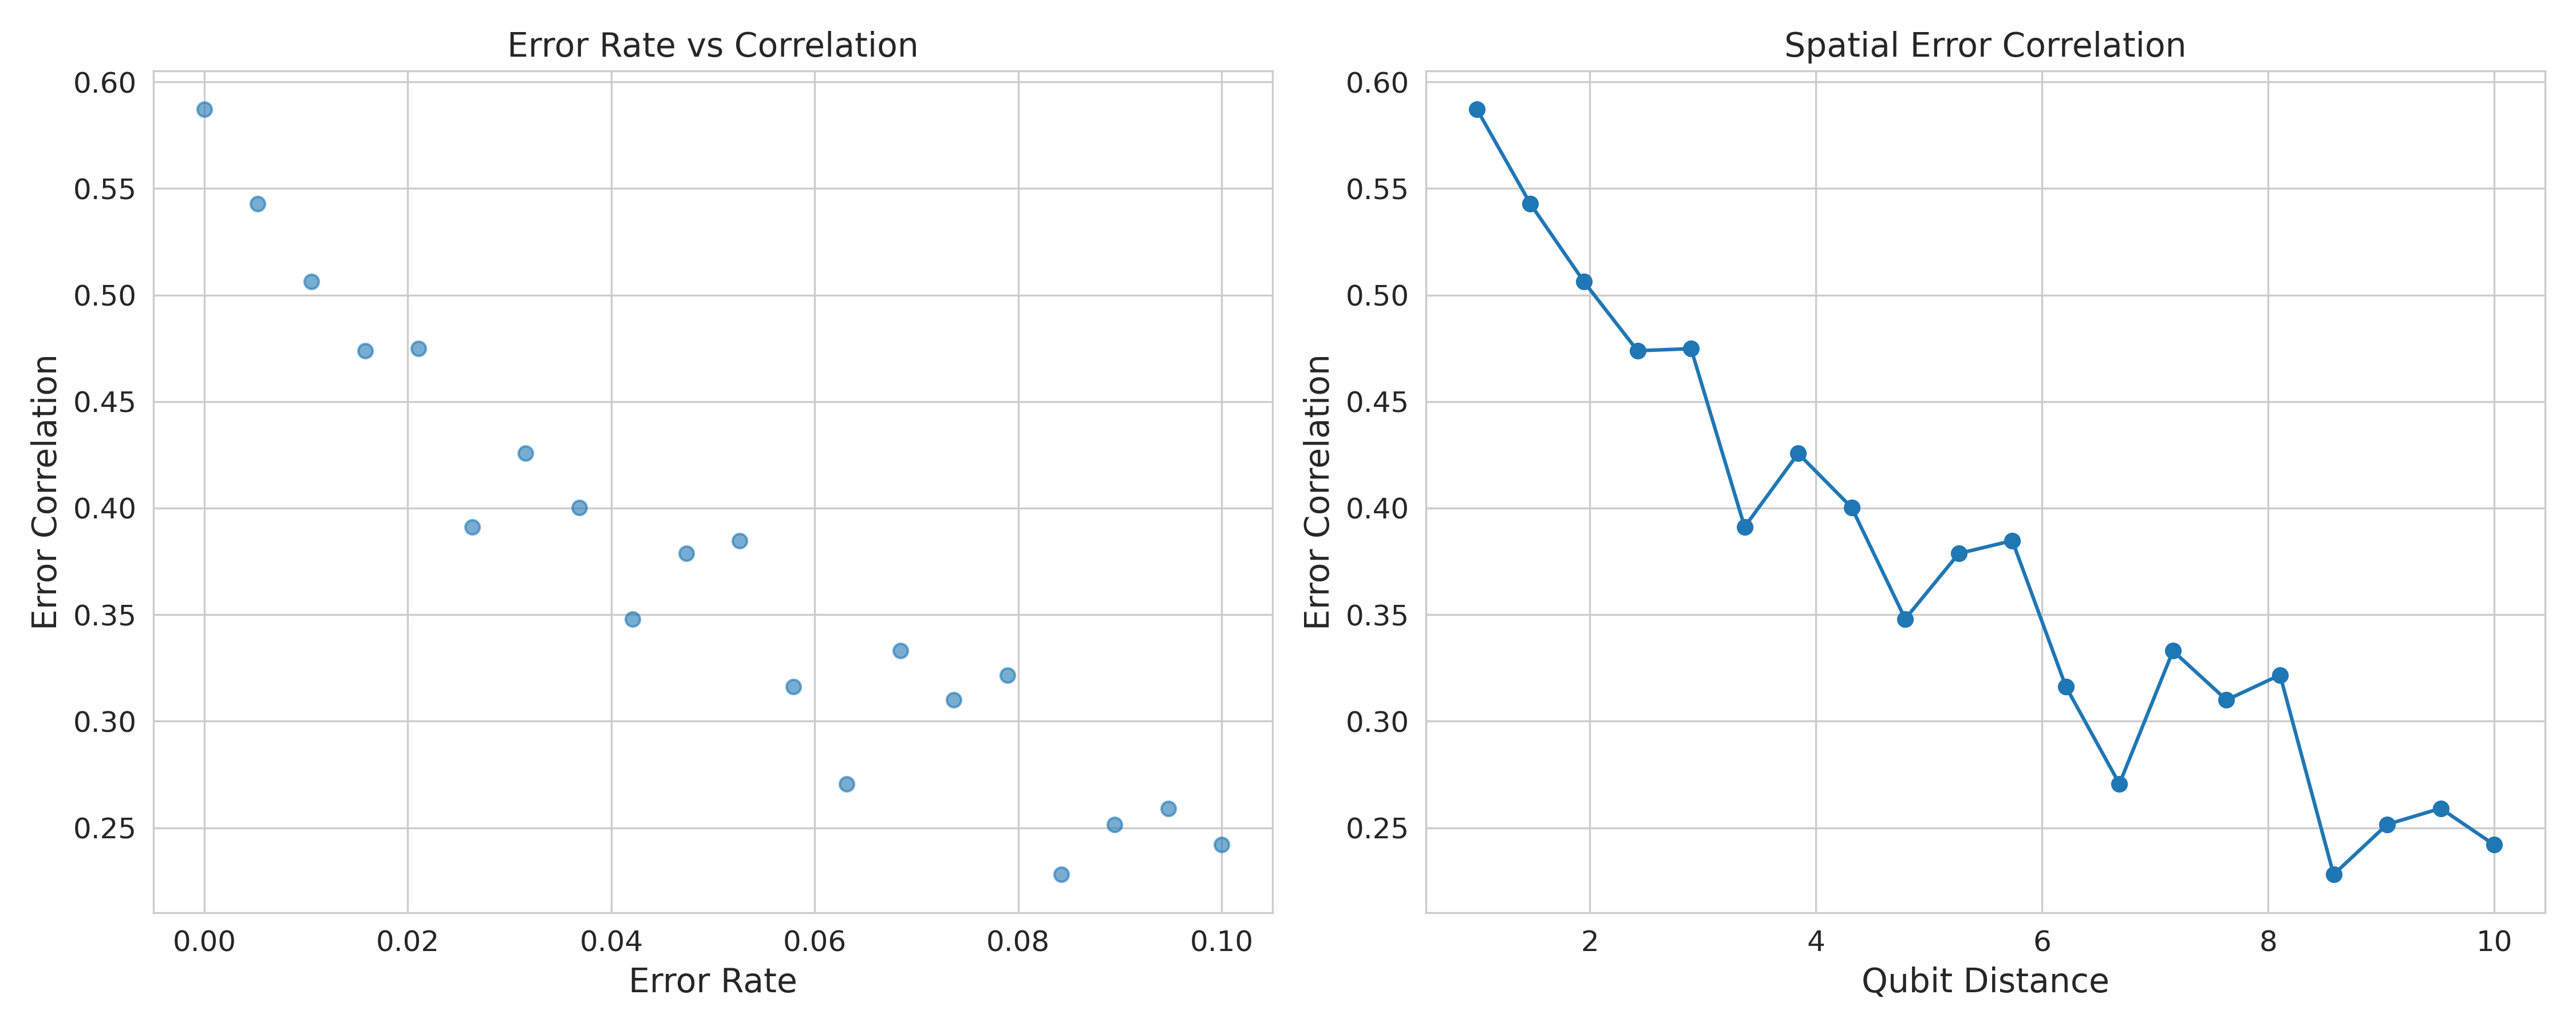 Error Rate vs Correlation
0.60
0.55
0.50
0.45
0.40
0.35
0.30
0.25
Error Correlation
0.00 0.02 0.04 0.06 0.08 0.10
Error Rate
Spatial Error Correlation
0.60
0.55
0.50
0.45
0.40
0.35
0.30
0.25
Error Correlation
2 4 6 8 10
Qubit Distance